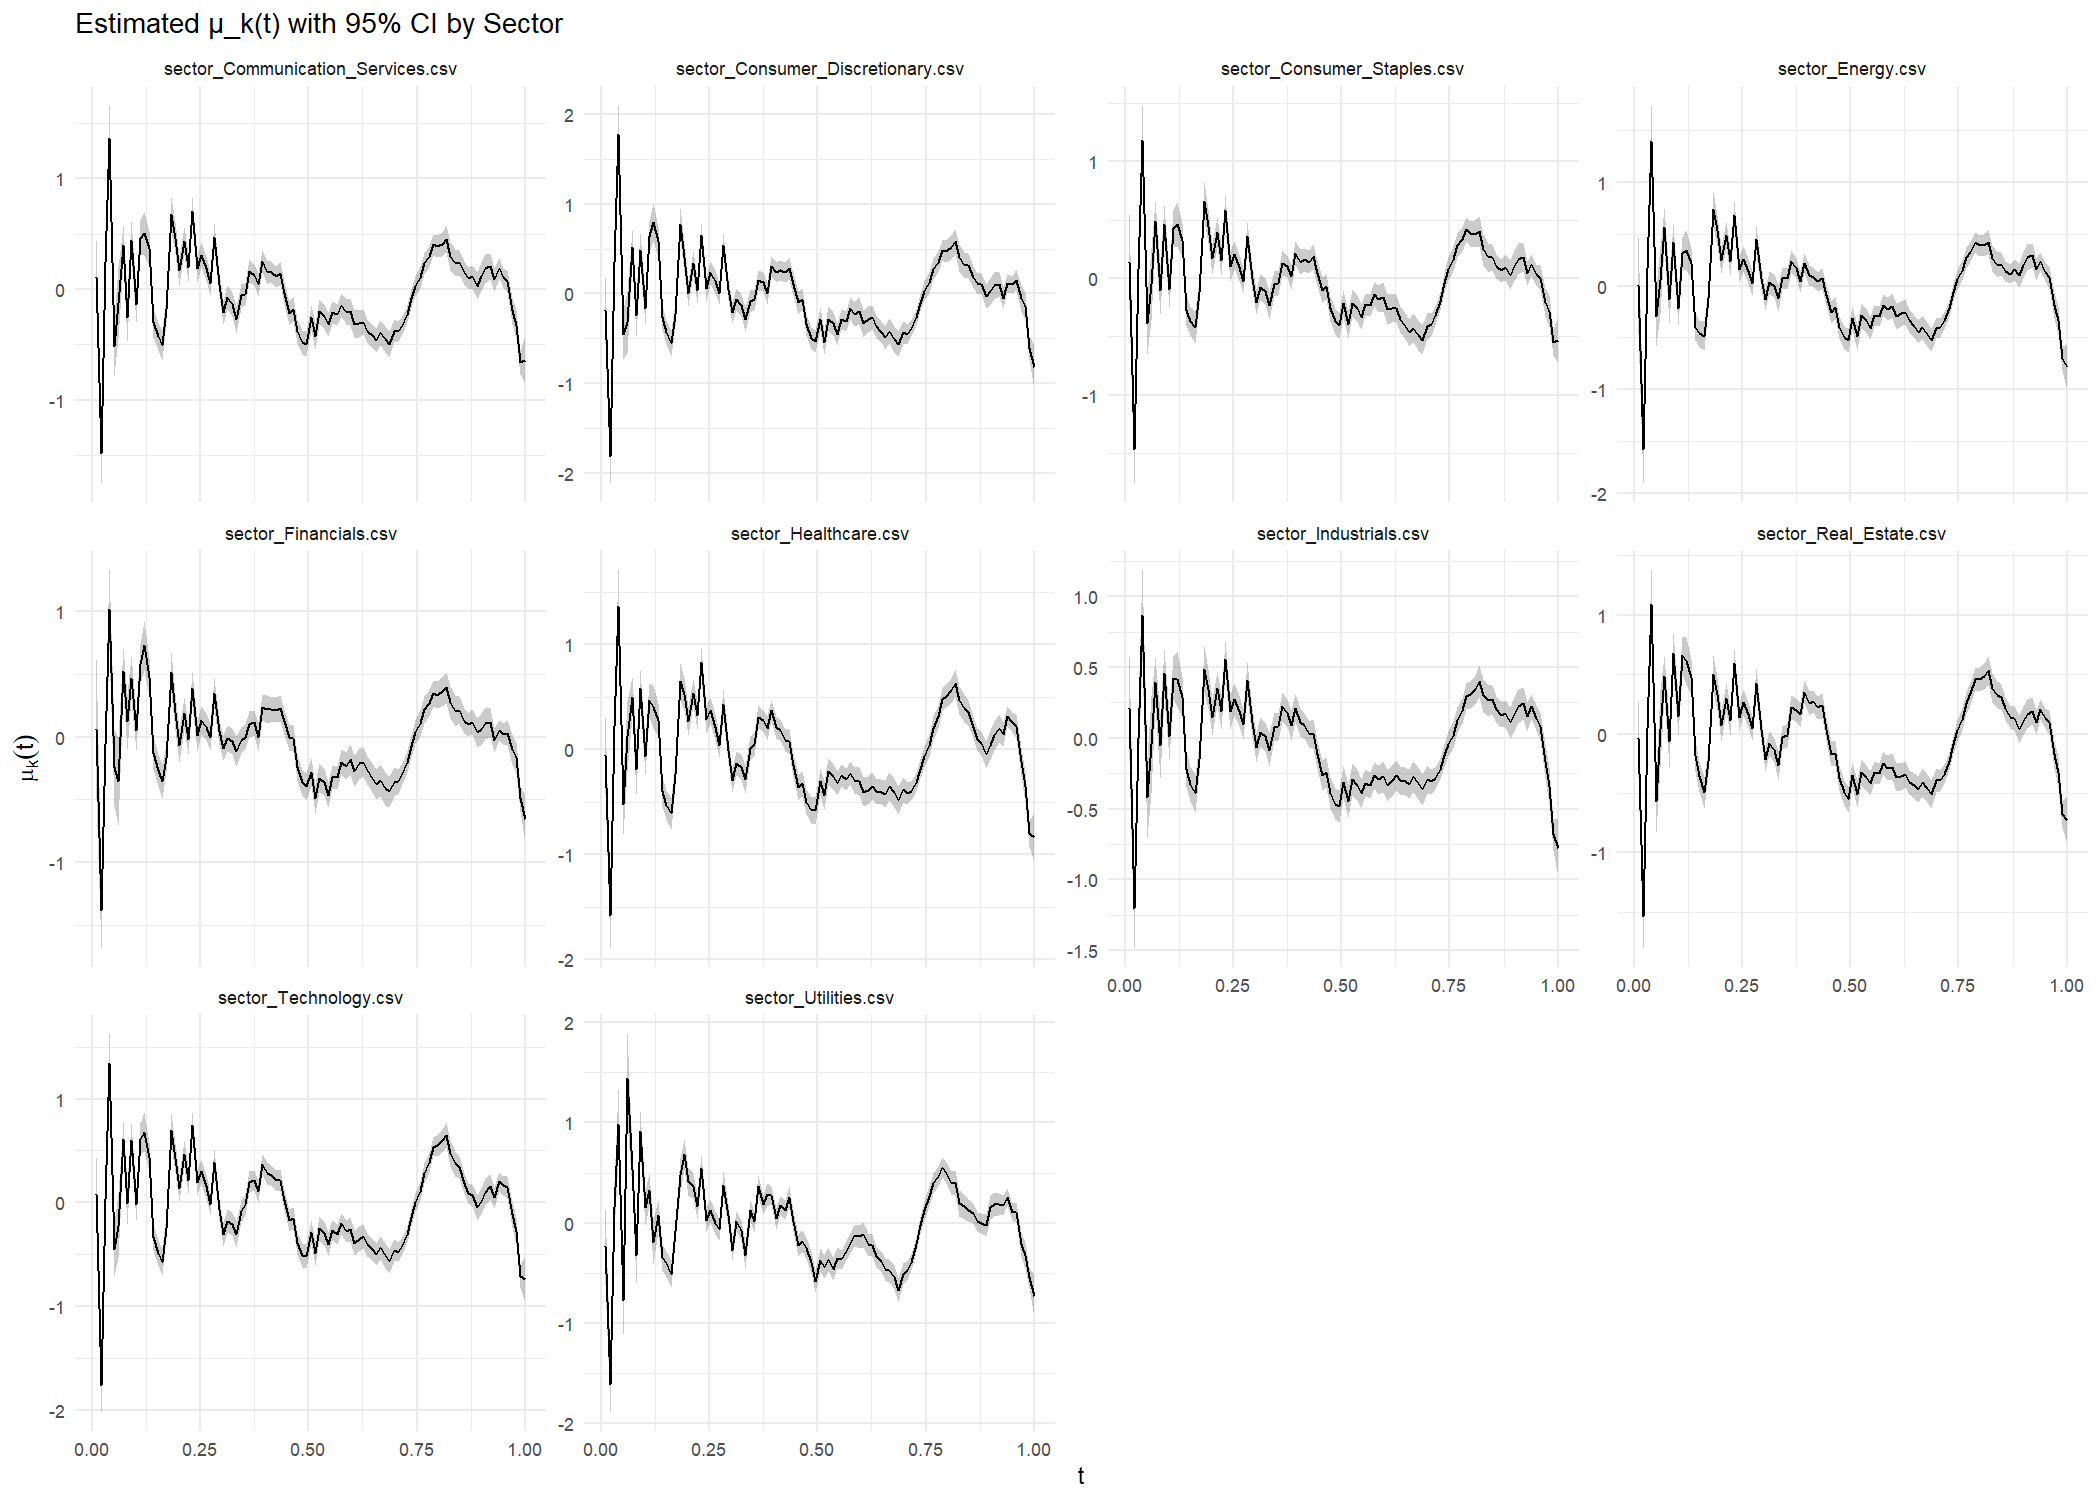 Estimated µ_k(t) with 95% CI by Sector
sector_Communication_Services.csv
sector_Consumer_Discretionary.csv
sector_Consumer_Staples.csv
sector_Energy.csv
1
0
-1
2
1
0
-1
-2
1
0
-1
1
0
-1
-2
sector_Financials.csv
sector_Healthcare.csv
sector_Industrials.csv
sector_Real_Estate.csv
1
0
-1
1
0
-1
-2
1.0
0.5
0.0
-0.5
-1.0
-1.5
1
0
-1
0.00 0.25 0.50 0.75 1.00
0.00 0.25 0.50 0.75 1.00
µk(t)
sector_Technology.csv
sector_Utilities.csv
1
0
-1
-2
2
1
0
-1
-2
0.00 0.25 0.50 0.75 1.00
0.00 0.25 0.50 0.75 1.00
t